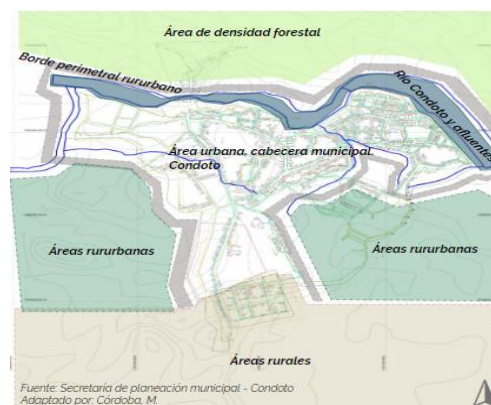 Área de densidad forestal
Borde perimetral rururbano
Río Condoto y afluentes
Área urbana, cabecera municipal.
Condoto
Áreas rururbanas
Áreas rururbanas
Áreas rurales
Fuente: Secretaría de planeación municipal - Condoto
Adaptado por: Córdoba, M.